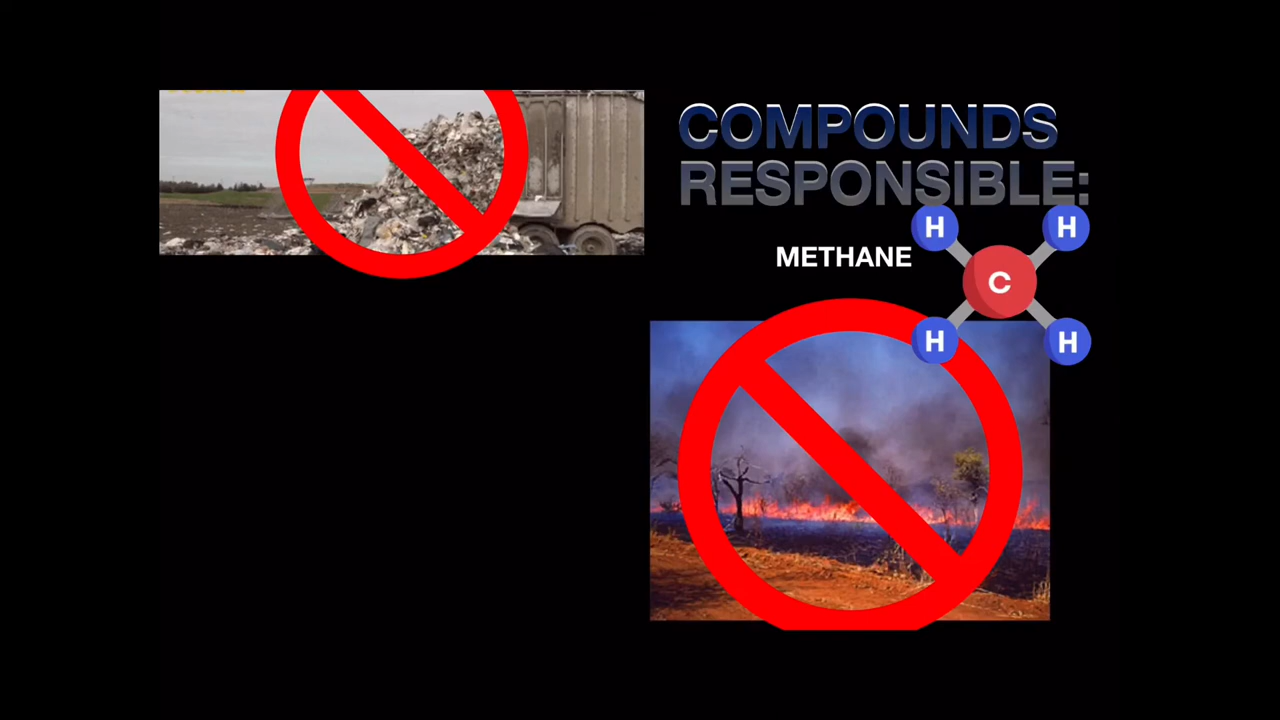 COMPOUNDS
RESPONSIBLE:
METHANE
H H
C
H H